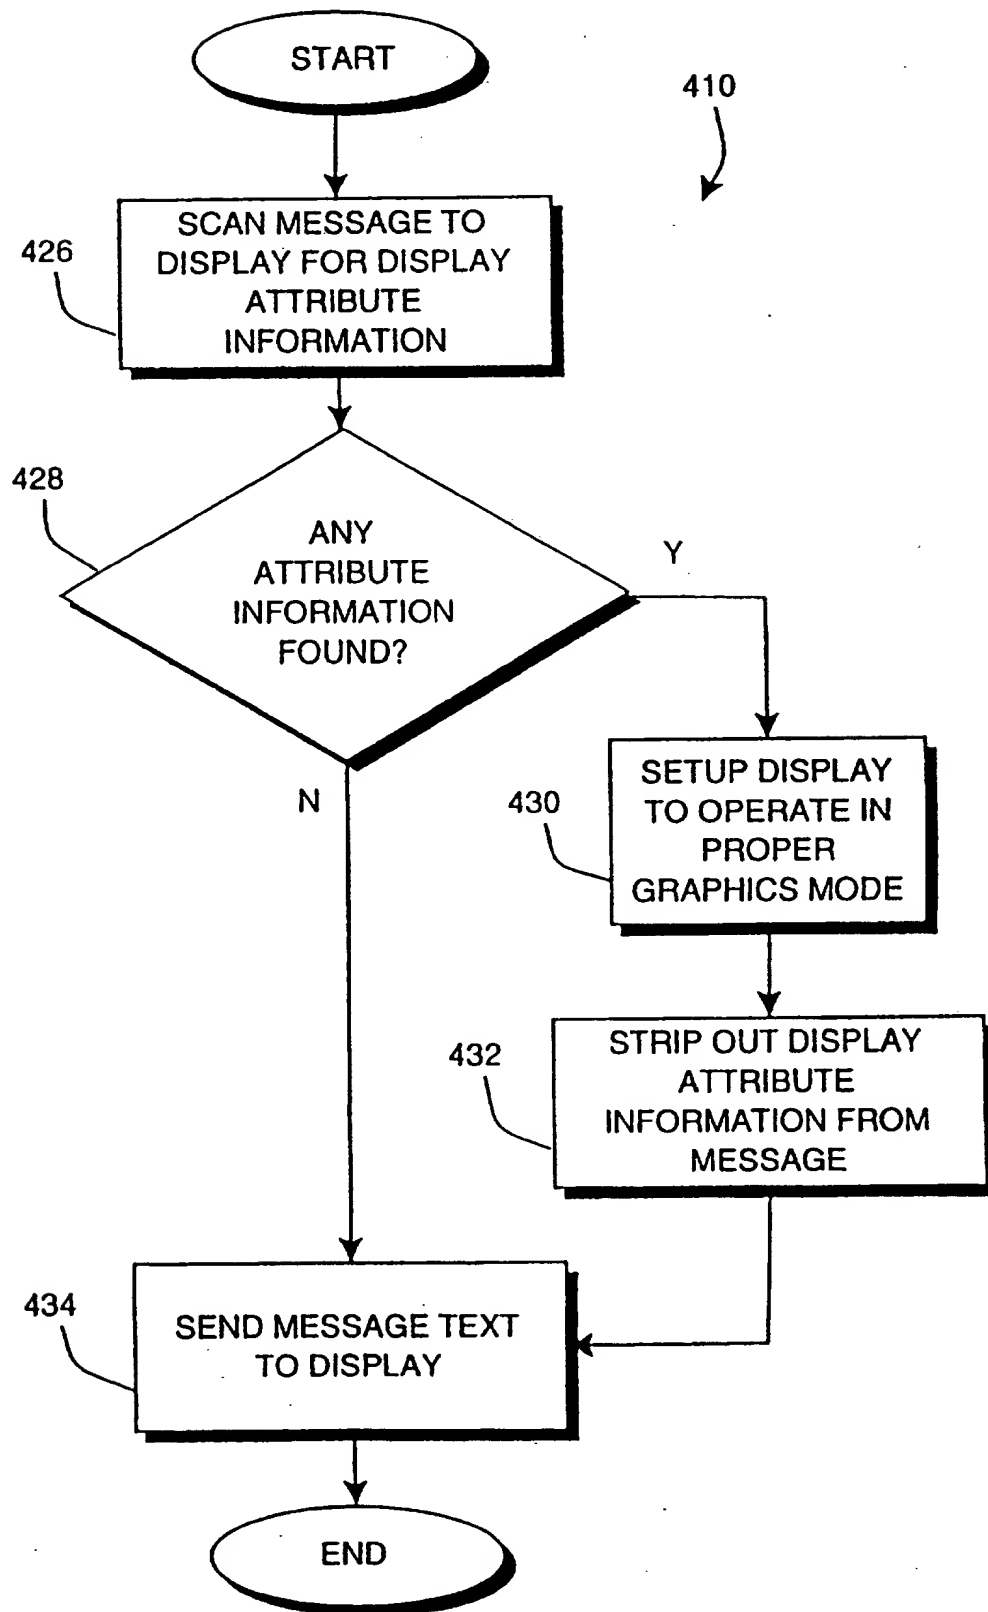 START
410
SCAN MESSAGE TO
DISPLAY FOR DISPLAY
ATTRIBUTE
INFORMATION
426
428
ANY
ATTRIBUTE
INFORMATION
FOUND?
Y
N
SETUP DISPLAY
TO OPERATE IN
PROPER
GRAPHICS MODE
430
STRIP OUT DISPLAY
ATTRIBUTE
INFORMATION FROM
MESSAGE
432
434
SEND MESSAGE TEXT
TO DISPLAY
END